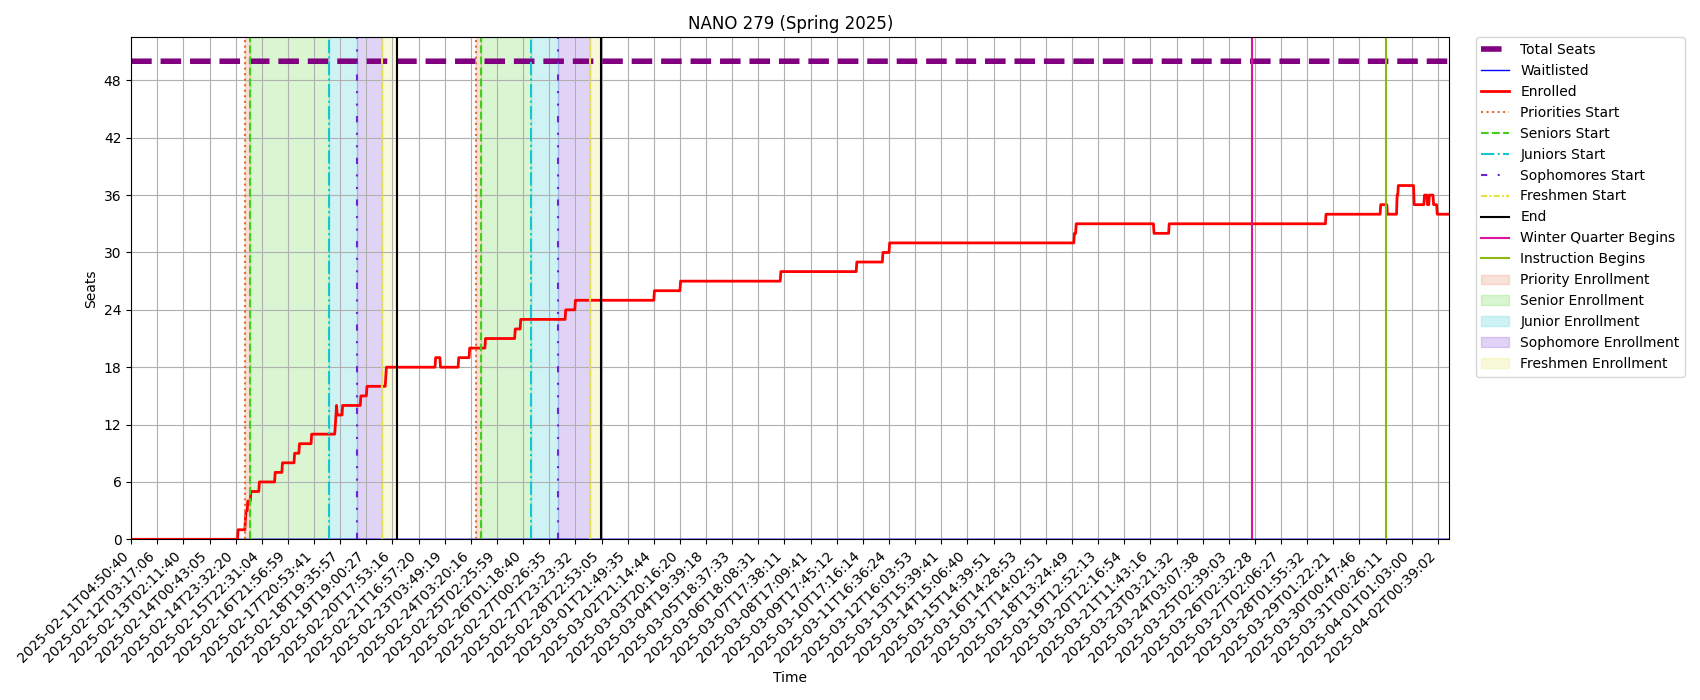 NANO 279 (Spring 2025)
Total Seats
Waitlisted
Enrolled
Priorities Start
Seniors Start
Juniors Start
Sophomores Start
Freshmen Start
End
Winter Quarter Begins
Instruction Begins
Priority Enrollment
Senior Enrollment
Junior Enrollment
Sophomore Enrollment
Freshmen Enrollment
Seats
48
42
36
30
24
18
12
6
0
2025-02-11T04:50:40
2025-02-12T03:17:06
2025-02-13T02:11:40
2025-02-14T00:43:05
2025-02-14T23:32:20
2025-02-15T22:31:04
2025-02-16T21:56:59
2025-02-17T20:53:41
2025-02-18T19:35:57
2025-02-19T19:00:27
2025-02-20T17:53:16
2025-02-21T16:57:20
2025-02-24T03:49:19
2025-02-24T03:20:16
2025-02-25T02:25:59
2025-02-26T01:18:40
2025-02-27T00:26:35
2025-02-27T23:23:32
2025-02-28T22:53:05
2025-03-01T21:49:35
2025-03-02T21:14:44
2025-03-03T20:16:20
2025-03-04T19:39:18
2025-03-05T18:37:33
2025-03-06T18:08:31
2025-03-07T17:38:11
2025-03-08T17:09:41
2025-03-09T17:45:12
2025-03-10T17:16:14
2025-03-11T16:36:24
2025-03-12T16:03:53
2025-03-13T15:39:41
2025-03-14T15:06:40
2025-03-15T14:39:51
2025-03-16T14:28:53
2025-03-17T14:02:51
2025-03-18T13:24:49
2025-03-19T12:52:13
2025-03-20T12:16:54
2025-03-21T11:43:16
2025-03-23T03:21:32
2025-03-24T03:07:38
2025-03-25T02:39:03
2025-03-26T02:32:28
2025-03-27T02:06:27
2025-03-28T01:55:32
2025-03-29T01:22:21
2025-03-30T00:47:46
2025-03-31T00:26:11
2025-04-01T01:03:00
2025-04-02T00:39:02
Time